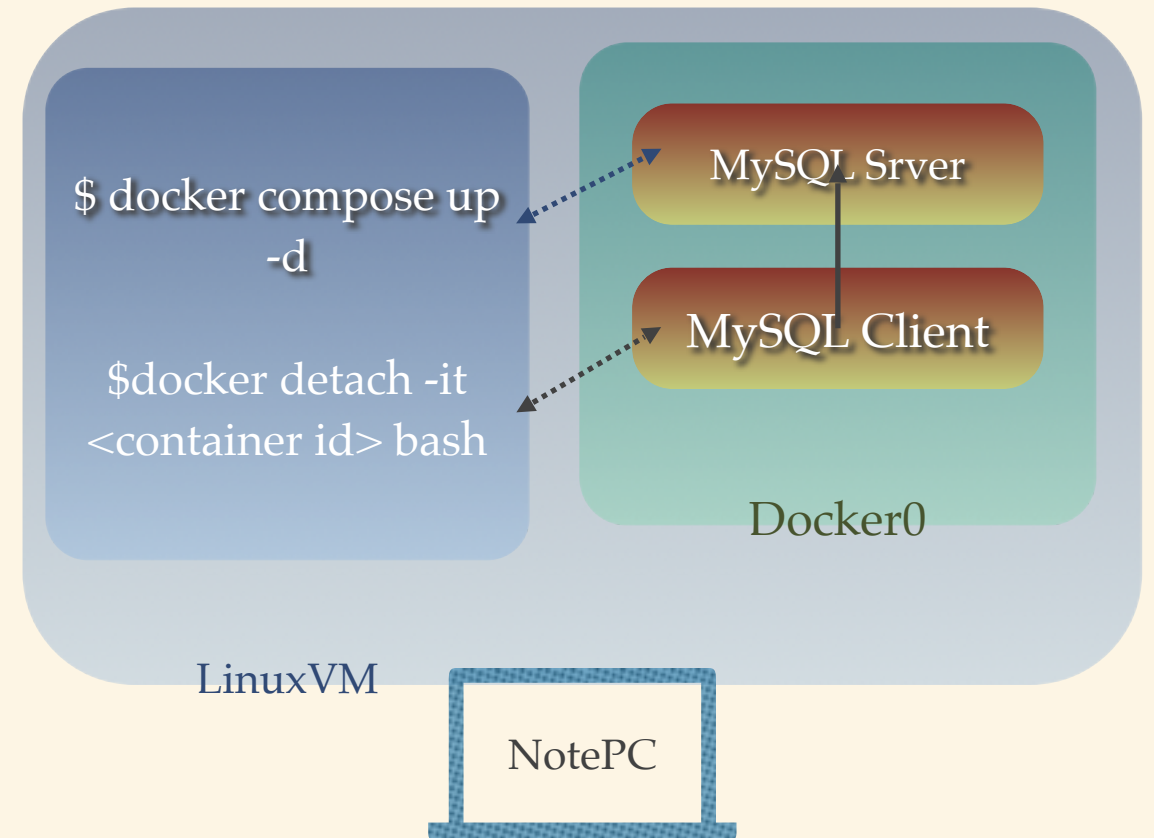 $ docker compose up
-d
$docker detach -it
<container id> bash
MySQL Srver
MySQL Client
Docker0
LinuxVM
NotePC